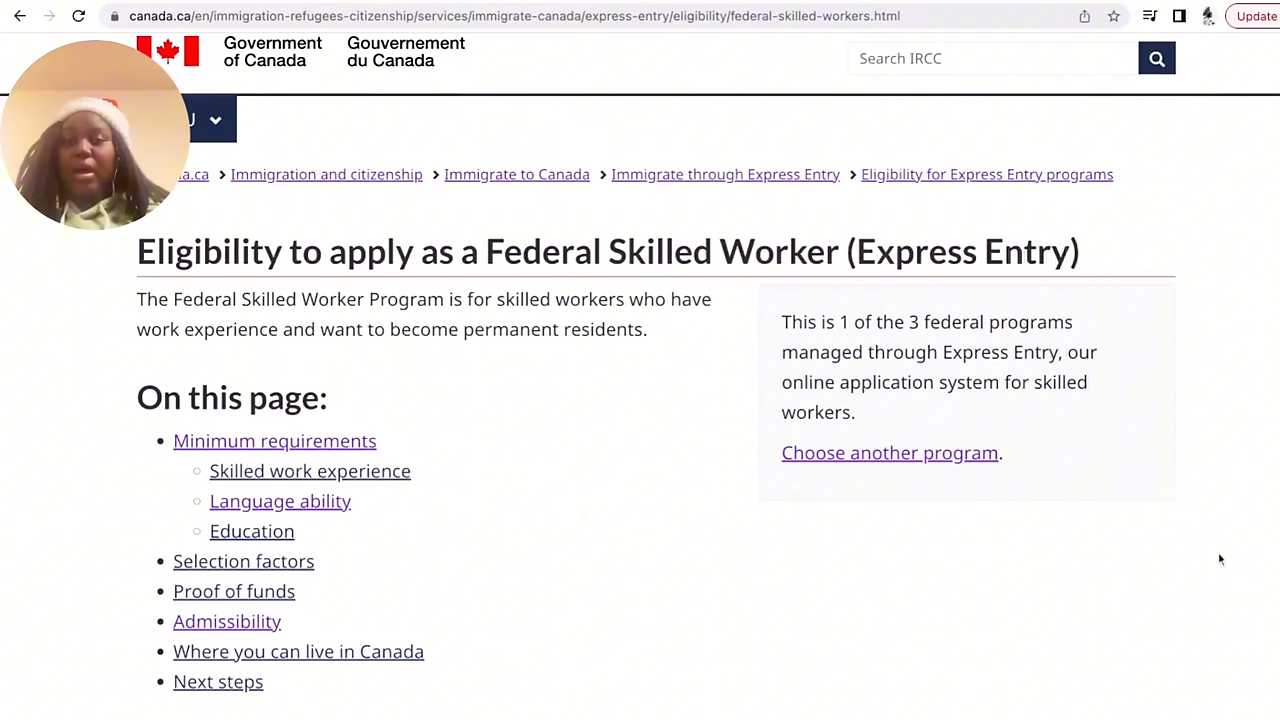 canada.ca/en/immigration-refugees-citizenship/services/immigrate-canada/express-entry/eligibility/federal-skilled-workers.html
Update
Government of Canada
Gouvernement du Canada
Search IRCC
Immigration and citizenship
Immigrate to Canada
Immigrate through Express Entry
Eligibility for Express Entry programs
Eligibility to apply as a Federal Skilled Worker (Express Entry)
The Federal Skilled Worker Program is for skilled workers who have
work experience and want to become permanent residents.
This is 1 of the 3 federal programs
managed through Express Entry, our
online application system for skilled
workers.
Choose another program.
On this page:
Minimum requirements
Skilled work experience
Language ability
Education
Selection factors
Proof of funds
Admissibility
Where you can live in Canada
Next steps